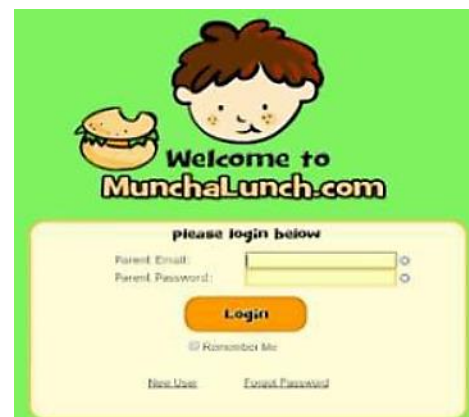 Welcome to
MunchaLunch.com
please login below
Parent Email:
Parent Password:
Login
Remember Me
New User Forgot Password